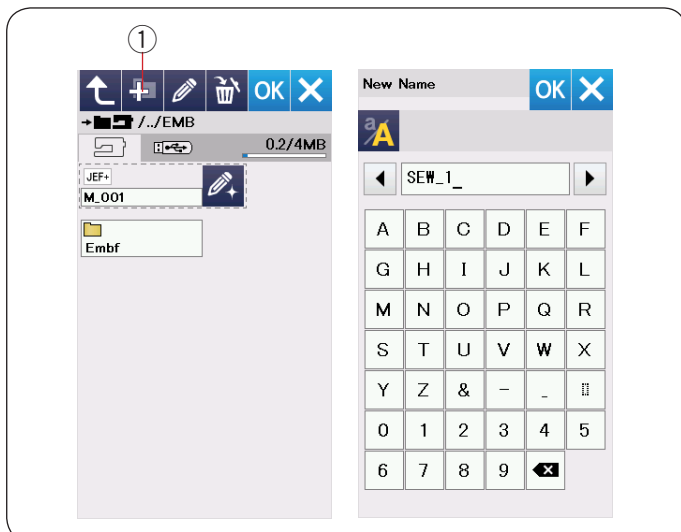 ①
OK
/../EMB
0.2/4MB
JEF+
M_001
Embf
New Name
OK
a/A
SEW_1_
A B C D E F
G H I J K L
M N O P Q R
S T U V W X
Y Z & - _
0 1 2 3 4 5
6 7 8 9